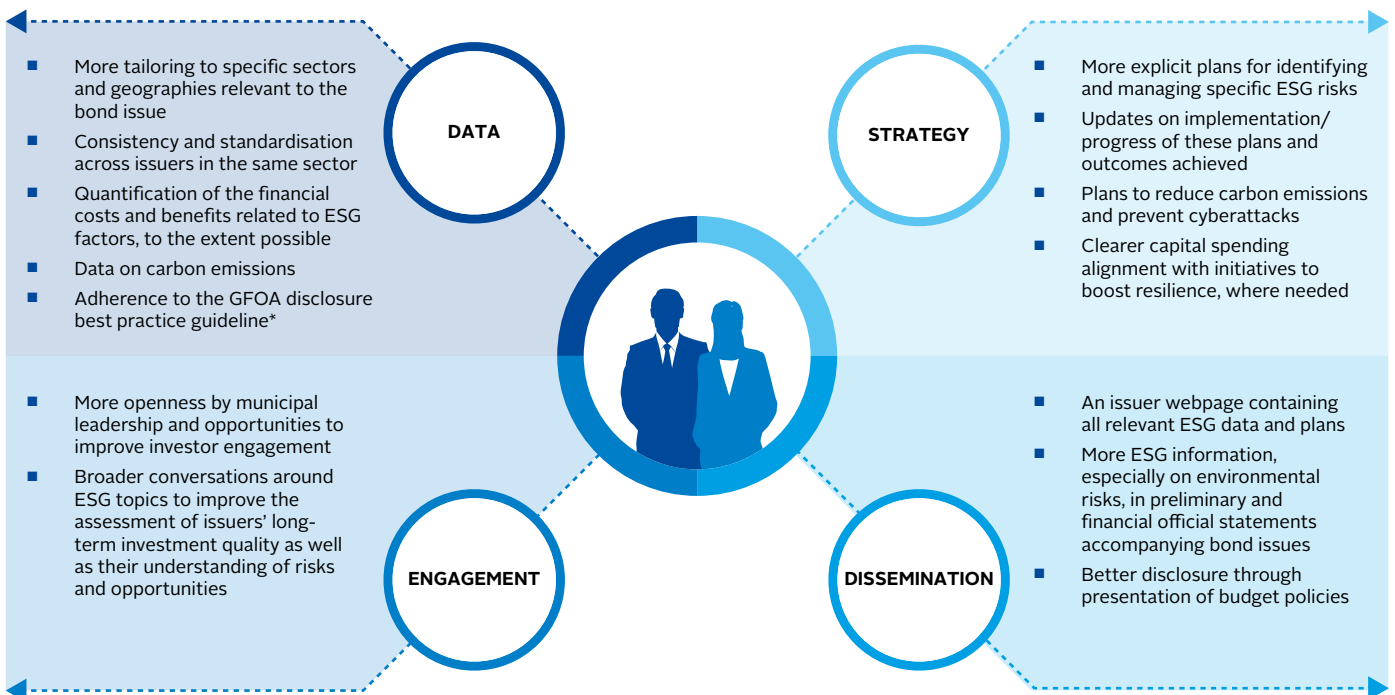 DATA
More tailoring to specific sectors
and geographies relevant to the
bond issue
Consistency and standardisation
across issuers in the same sector
Quantification of the financial
costs and benefits related to ESG
factors, to the extent possible
Data on carbon emissions
Adherence to the GFOA disclosure
best practice guideline*
STRATEGY
More explicit plans for identifying
and managing specific ESG risks
Updates on implementation/
progress of these plans and
outcomes achieved
Plans to reduce carbon emissions
and prevent cyberattacks
Clearer capital spending
alignment with initiatives to
boost resilience, where needed
ENGAGEMENT
More openness by municipal
leadership and opportunities to
improve investor engagement
Broader conversations around
ESG topics to improve the
assessment of issuers’ long-
term investment quality as well
as their understanding of risks
and opportunities
DISSEMINATION
An issuer webpage containing
all relevant ESG data and plans
More ESG information,
especially on environmental
risks, in preliminary and
financial official statements
accompanying bond issues
Better disclosure through
presentation of budget policies